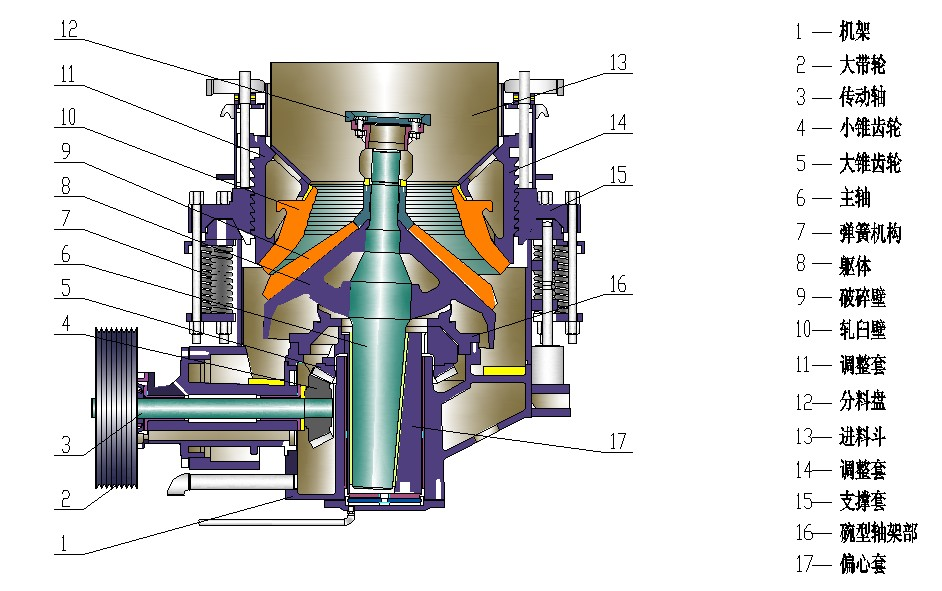 12
11
10
9
8
7
6
5
4
3
2
1
13
14
15
16
17
1— 机架
2— 大带轮
3— 传动轴
4— 小锥齿轮
5— 大锥齿轮
6— 主轴
7— 弹簧机构
8— 躯体
9— 破碎壁
10— 轧臼壁
11— 调整套
12— 分料盘
13— 进料斗
14— 调整套
15— 支撑套
16— 碗型轴架部
17— 偏心套